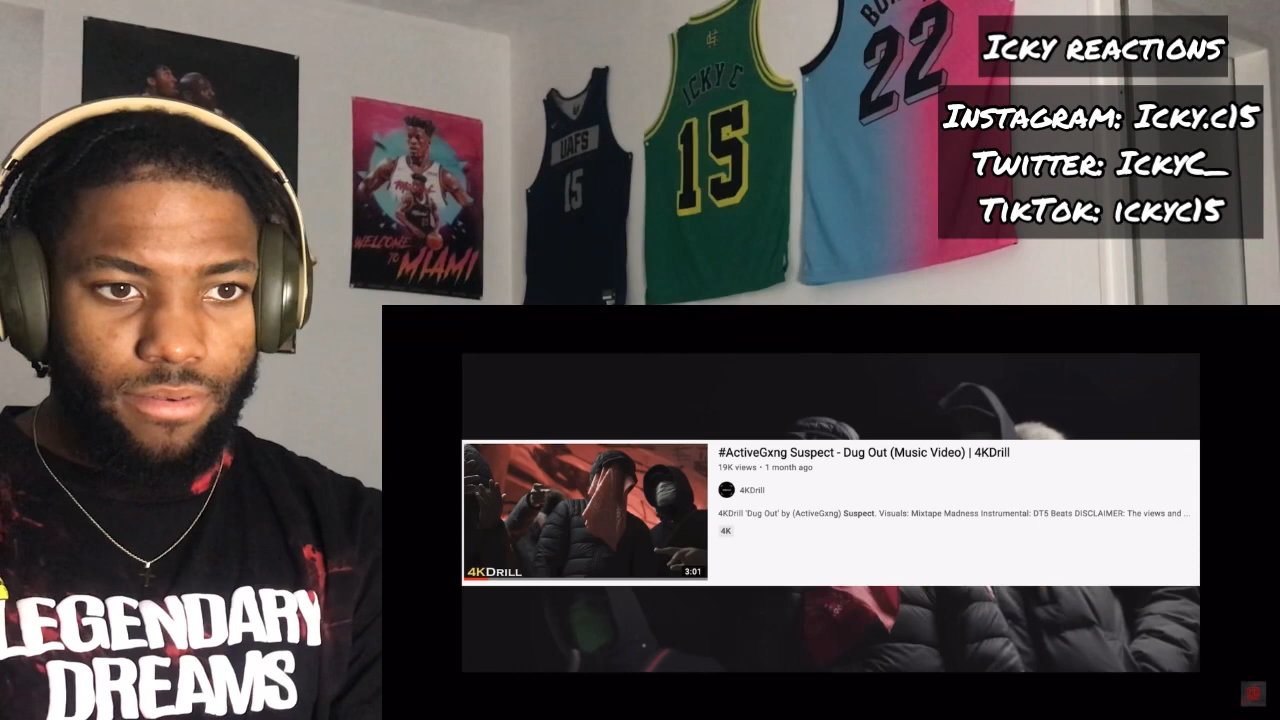 Icky reactions
Instagram: Icky.c15
Twitter: IckyC_
TikTok: ickyc15
WELCOME
TO
MIAMI
UAFS
15
ICKY C
15
22
LEGENDARY
DREAMS
#ActiveGxng Suspect - Dug Out (Music Video) | 4KDrill
19K views • 1 month ago
4KDrill
4KDrill 'Dug Out' by (ActiveGxng) Suspect. Visuals: Mixtape Madness Instrumental: DT5 Beats DISCLAIMER: The views and ...
4K
4KDRILL
3:01